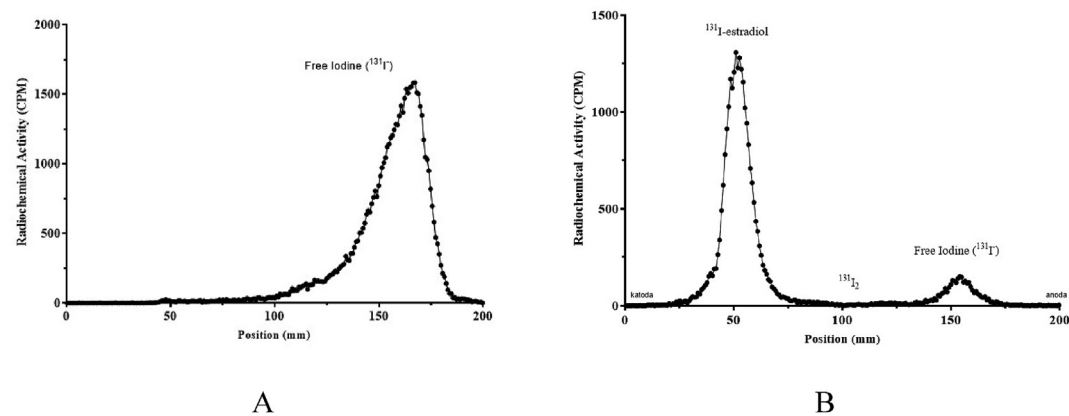 2000
1500
1000
500
0
0
50
100
150
200
Radiochemical Activity (CPM)
Position (mm)
Free Iodine (¹³¹I⁻)
A
1500
1000
500
0
0
50
100
150
200
Radiochemical Activity (CPM)
Position (mm)
¹³¹I-estradiol
¹³¹I₂
Free Iodine (¹³¹I⁻)
katoda
anoda
B